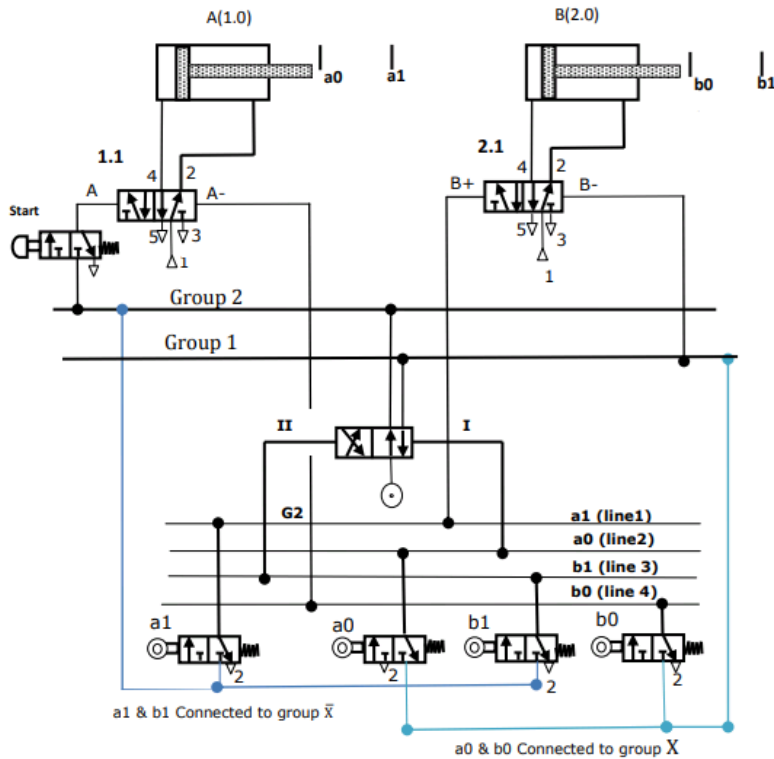 A(1.0)
B(2.0)
a0
a1
b0
b1
1.1
4
2
A
A-
Start
5
3
1
2.1
4
2
B+
B-
5
3
1
Group 2
Group 1
II
I
G2
a1 (line1)
a0 (line2)
b1 (line 3)
b0 (line 4)
a1
a0
b1
b0
2
2
2
2
a1 & b1 Connected to group x̄
a0 & b0 Connected to group X